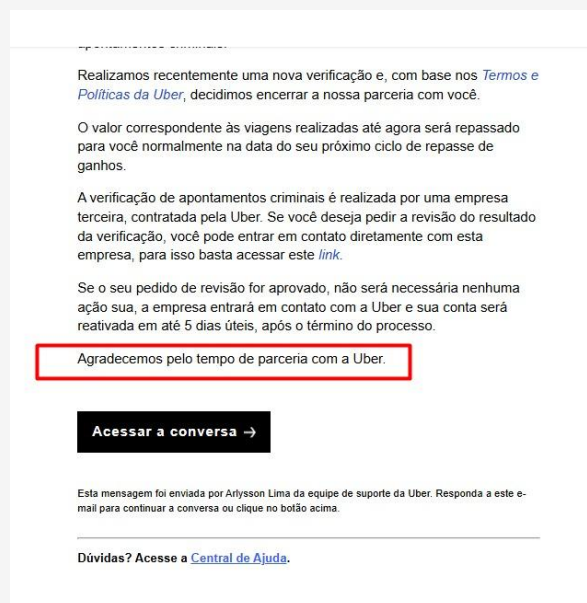 Realizamos recentemente uma nova verificação e, com base nos Termos e
Políticas da Uber, decidimos encerrar a nossa parceria com você.
O valor correspondente às viagens realizadas até agora será repassado
para você normalmente na data do seu próximo ciclo de repasse de
ganhos.
A verificação de apontamentos criminais é realizada por uma empresa
terceira, contratada pela Uber. Se você deseja pedir a revisão do resultado
da verificação, você pode entrar em contato diretamente com esta
empresa, para isso basta acessar este link.
Se o seu pedido de revisão for aprovado, não será necessária nenhuma
ação sua, a empresa entrará em contato com a Uber e sua conta será
reativada em até 5 dias úteis, após o término do processo.
Agradecemos pelo tempo de parceria com a Uber.
Acessar a conversa →
Esta mensagem foi enviada por Arlysson Lima da equipe de suporte da Uber. Responda a este e-
mail para continuar a conversa ou clique no botão acima.
Dúvidas? Acesse a Central de Ajuda.